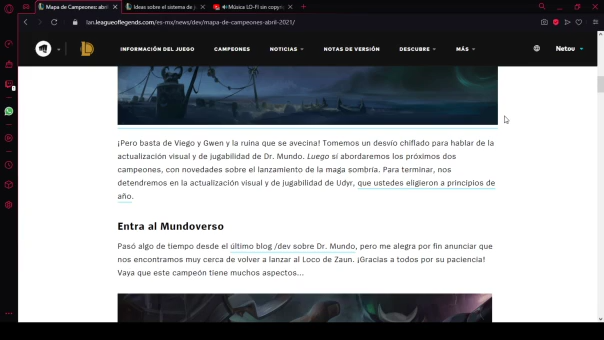 Mapa de Campeones: abril
Ideas sobre el sistema de j
Música LO-FI sin copyr
lan.leagueoflegends.com/es-mx/news/dev/mapa-de-campeones-abril-2021/
INFORMACIÓN DEL JUEGO CAMPEONES NOTICIAS NOTAS DE VERSIÓN DESCUBRE MÁS Netou
¡Pero basta de Viego y Gwen y la ruina que se avecina! Tomemos un desvío chiflado para hablar de la
actualización visual y de jugabilidad de Dr. Mundo. Luego sí abordaremos los próximos dos
campeones, con novedades sobre el lanzamiento de la maga sombría. Para terminar, nos
detendremos en la actualización visual y de jugabilidad de Udyr, que ustedes eligieron a principios de
año.
Entra al Mundoverso
Pasó algo de tiempo desde el último blog /dev sobre Dr. Mundo, pero me alegra por fin anunciar que
nos encontramos muy cerca de volver a lanzar al Loco de Zaun. ¡Gracias a todos por su paciencia!
Vaya que este campeón tiene muchos aspectos...